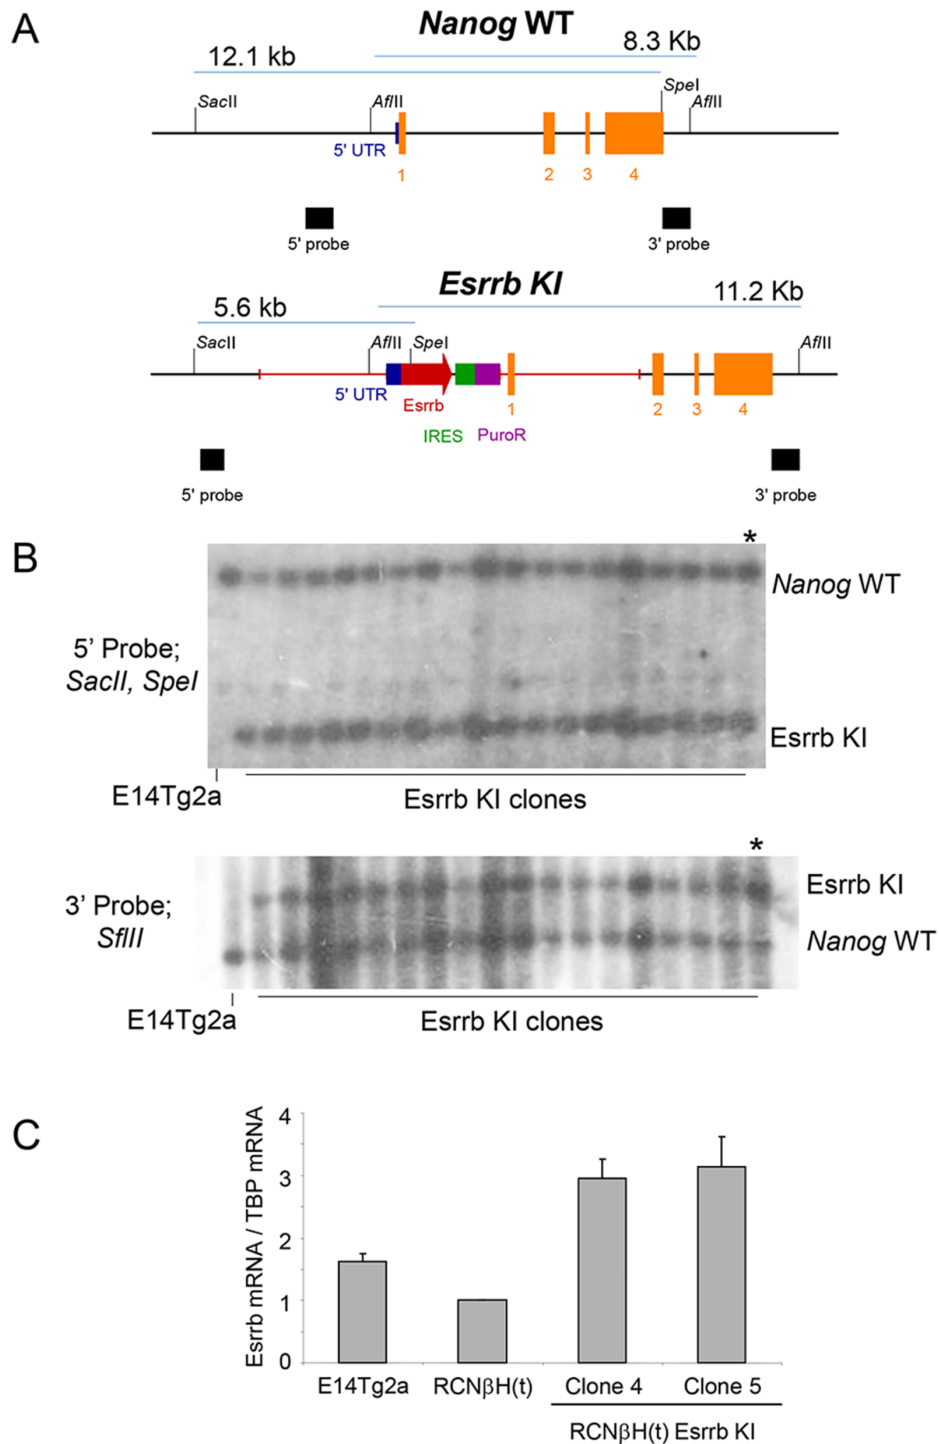 A
Nanog WT
12.1 kb
8.3 Kb
SacII
AflII
SpeI
AflII
5' UTR
1
2
3
4
5' probe
3' probe
Esrrb KI
5.6 kb
11.2 Kb
SacII
AflII
SpeI
AflII
5' UTR
Esrrb
1
2
3
4
IRES
PuroR
5' probe
3' probe
B
*
Nanog WT
5' Probe;
SacII, SpeI
Esrrb KI
E14Tg2a
Esrrb KI clones
*
Esrrb KI
3' Probe;
SflII
Nanog WT
E14Tg2a
Esrrb KI clones
C
Esrrb mRNA / TBP mRNA
4
3
2
1
0
E14Tg2a
RCNβH(t)
Clone 4
Clone 5
RCNβH(t) Esrrb KI